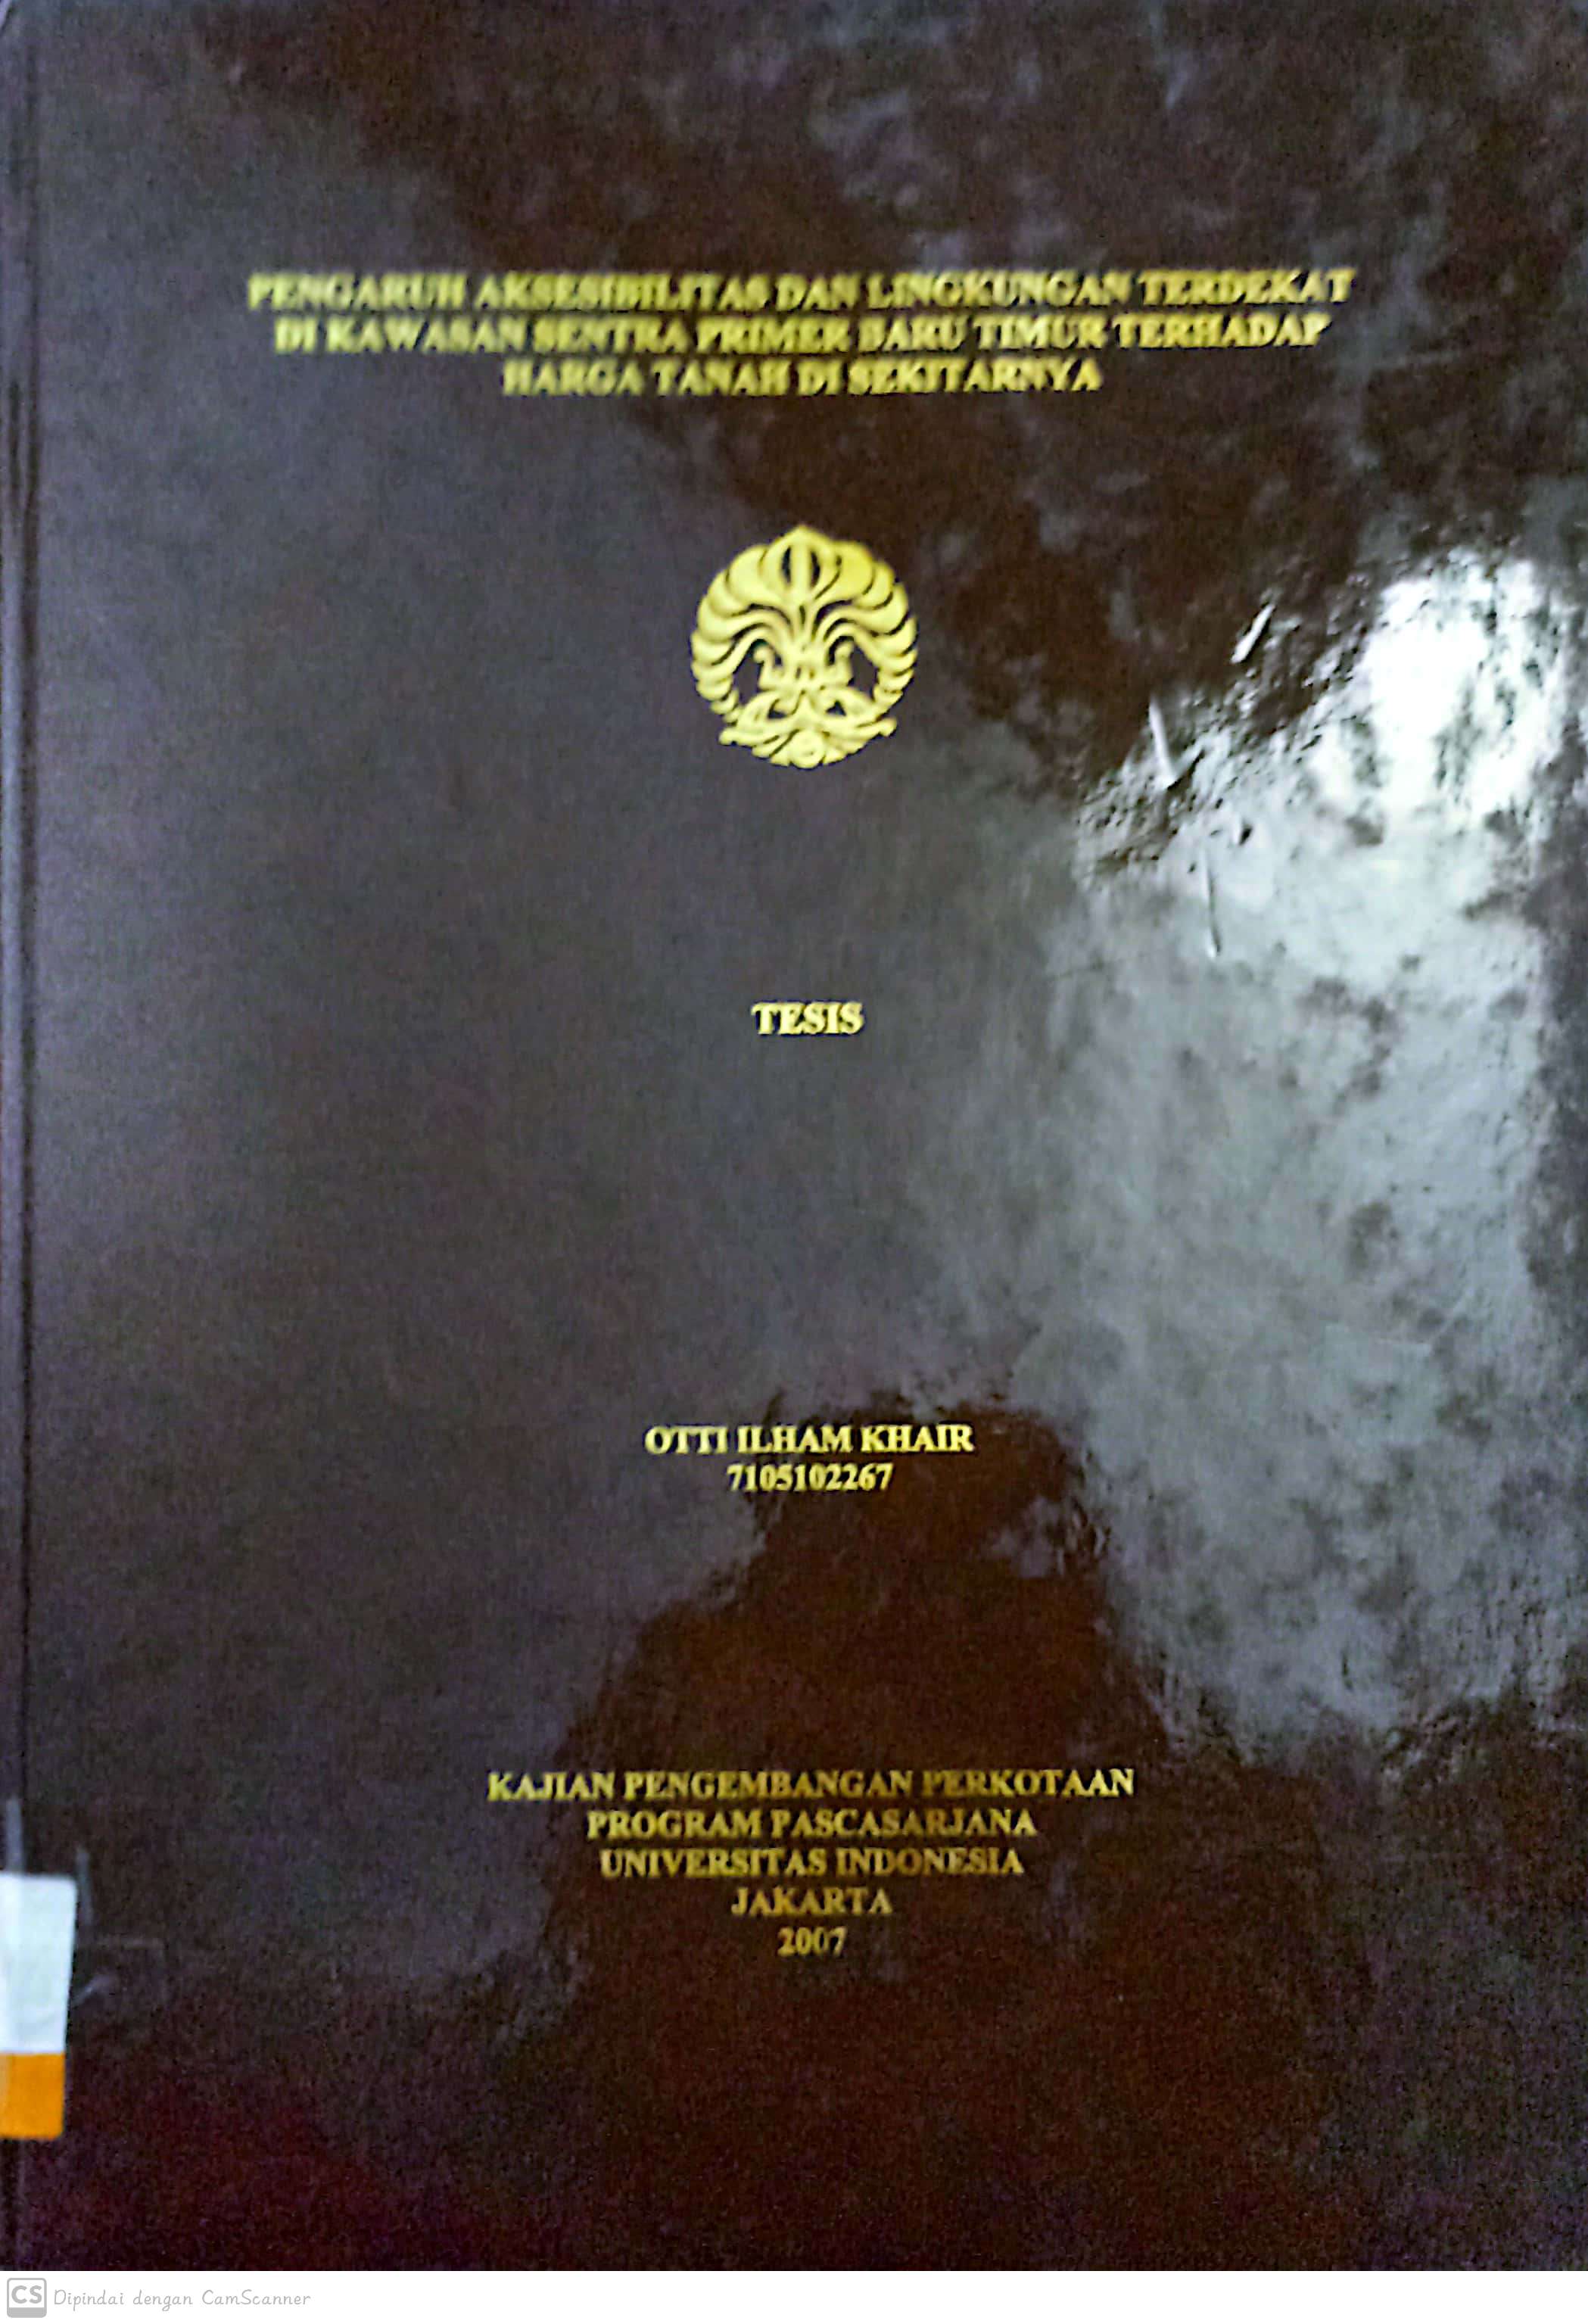 PENGARUH AKSESIBILITAS DAN LINGKUNGAN TERDEKAT
DI KAWASAN SENTRA PRIMER BARU TIMUR TERHADAP
HARGA TANAH DI SEKITARNYA
TESIS
OTTI ILHAM KHAIR
7105102267
KAJIAN PENGEMBANGAN PERKOTAAN
PROGRAM PASCASARJANA
UNIVERSITAS INDONESIA
JAKARTA
2007
CS Dipindai dengan CamScanner